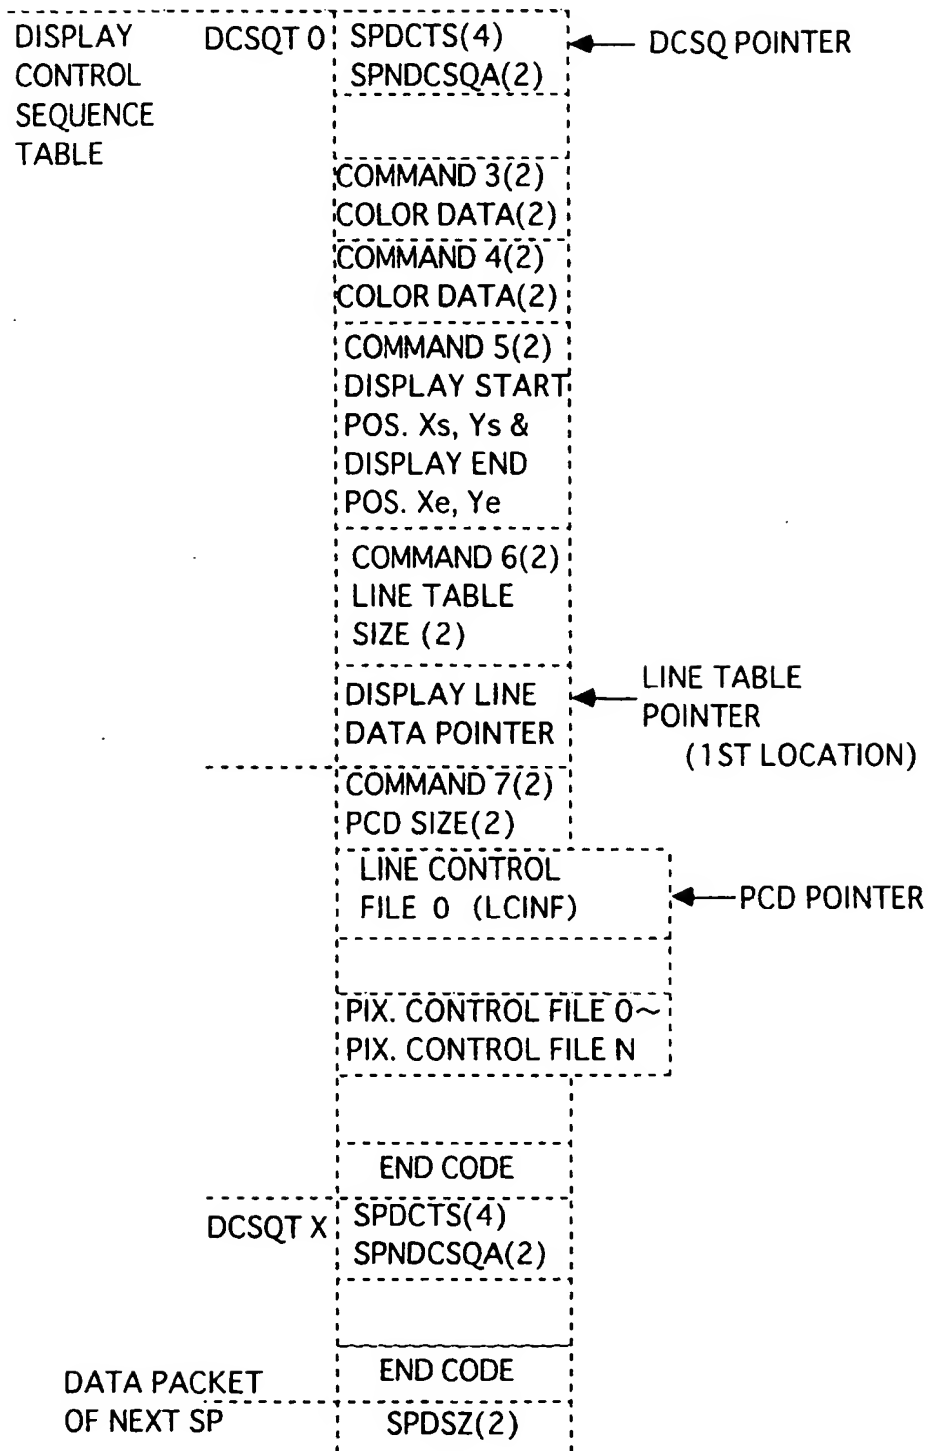 DISPLAY
CONTROL
SEQUENCE
TABLE
DCSQT 0
SPDCTS(4)
SPNDCSQA(2)
DCSQ POINTER
COMMAND 3(2)
COLOR DATA(2)
COMMAND 4(2)
COLOR DATA(2)
COMMAND 5(2)
DISPLAY START
POS. Xs, Ys &
DISPLAY END
POS. Xe, Ye
COMMAND 6(2)
LINE TABLE
SIZE (2)
DISPLAY LINE
DATA POINTER
LINE TABLE
POINTER
(1ST LOCATION)
COMMAND 7(2)
PCD SIZE(2)
LINE CONTROL
FILE 0 (LCINF)
PCD POINTER
PIX. CONTROL FILE 0~
PIX. CONTROL FILE N
END CODE
DCSQT X
SPDCTS(4)
SPNDCSQA(2)
END CODE
DATA PACKET
OF NEXT SP
SPDSZ(2)